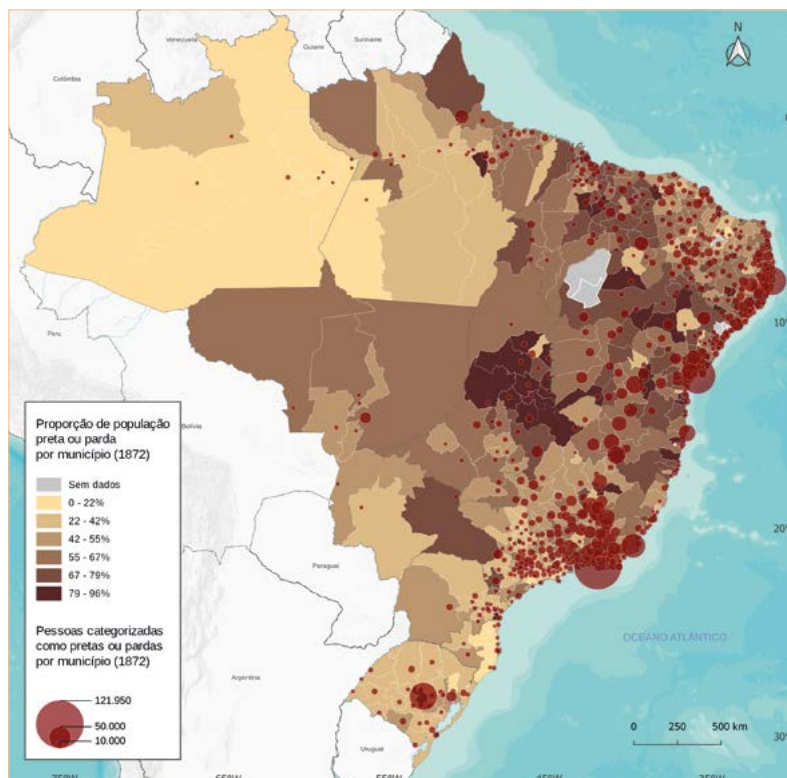 Venezuela
Guiana
Suriname
N
Colômbia
Peru
10°
Bolívia
Proporção de população
preta ou parda
por município (1872)
Sem dados
0 - 22%
22 - 42%
42 - 55%
55 - 67%
67 - 79%
79 - 96%
20°
Paraguai
Pessoas categorizadas
como pretas ou pardas
por município (1872)
OCEANO ATLÂNTICO
121.950
50.000
10.000
Argentina
0 250 500 km
Uruguai
30°